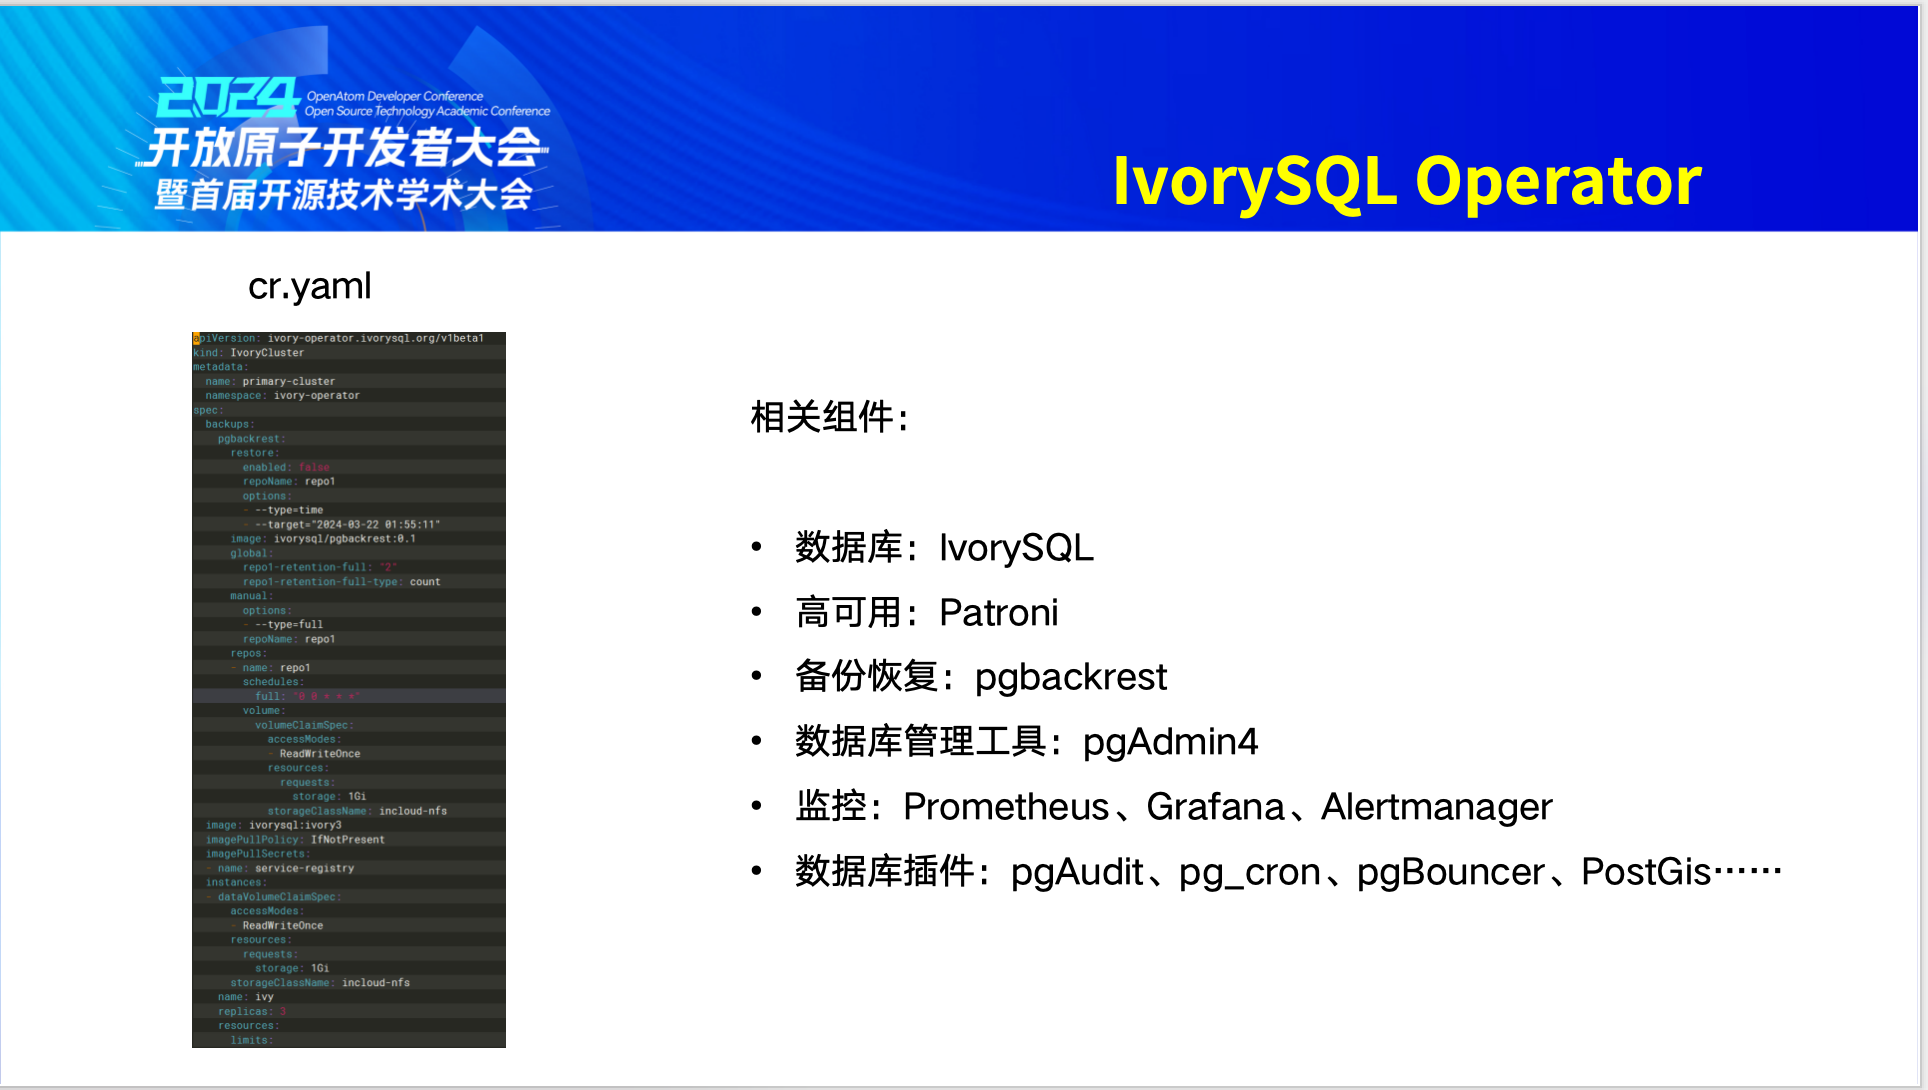 2024 OpenAtom Developer Conference
Open Source Technology Academic Conference
开放原子开发者大会
暨首届开源技术学术大会
IvorySQL Operator
cr.yaml
apiVersion: ivory-operator.ivorysql.org/v1beta1
kind: IvoryCluster
metadata:
  name: primary-cluster
  namespace: ivory-operator
spec:
  backups:
    pgbackrest:
      restore:
        enabled: false
        repoName: repo1
        options:
        - --type=time
        - --target="2024-03-22 01:55:11"
      image: ivorysql/pgbackrest:0.1
      global:
        repo1-retention-full: "2"
        repo1-retention-full-type: count
      manual:
        options:
        - --type=full
        repoName: repo1
      repos:
      - name: repo1
        schedules:
          full: "0 0 * * *"
        volume:
          volumeClaimSpec:
            accessModes:
            - ReadWriteOnce
            resources:
              requests:
                storage: 1Gi
            storageClassName: incloud-nfs
  image: ivorysql:ivory3
  imagePullPolicy: IfNotPresent
  imagePullSecrets:
  - name: service-registry
  instances:
  - dataVolumeClaimSpec:
      accessModes:
      - ReadWriteOnce
      resources:
        requests:
          storage: 1Gi
      storageClassName: incloud-nfs
    name: ivy
    replicas: 3
    resources:
      limits:
相关组件：
• 数据库：IvorySQL
• 高可用：Patroni
• 备份恢复：pgbackrest
• 数据库管理工具：pgAdmin4
• 监控：Prometheus、Grafana、Alertmanager
• 数据库插件：pgAudit、pg_cron、pgBouncer、PostGis……